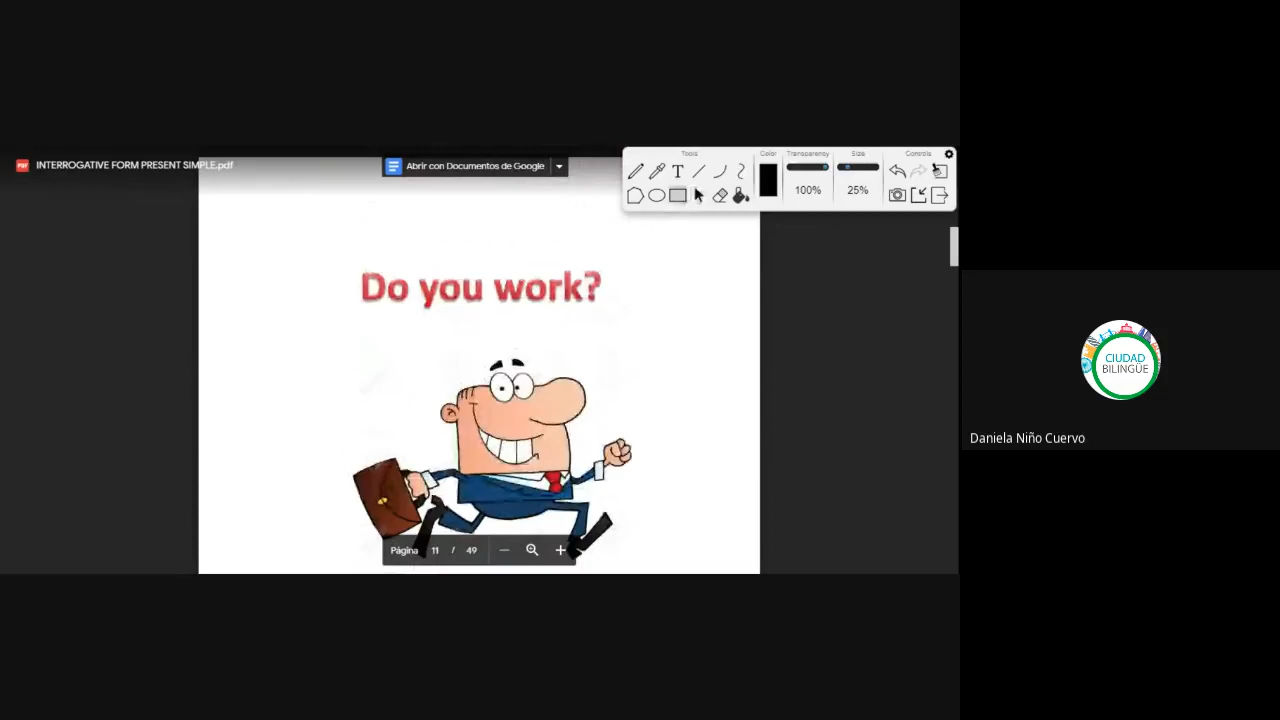 INTERROGATIVE FORM PRESENT SIMPLE.pdf
Abrir con Documentos de Google
Tools
Color
Transparency
Size
Controls
100%
25%
Do you work?
Página 11 / 49
CIUDAD
BILINGÜE
Daniela Niño Cuervo